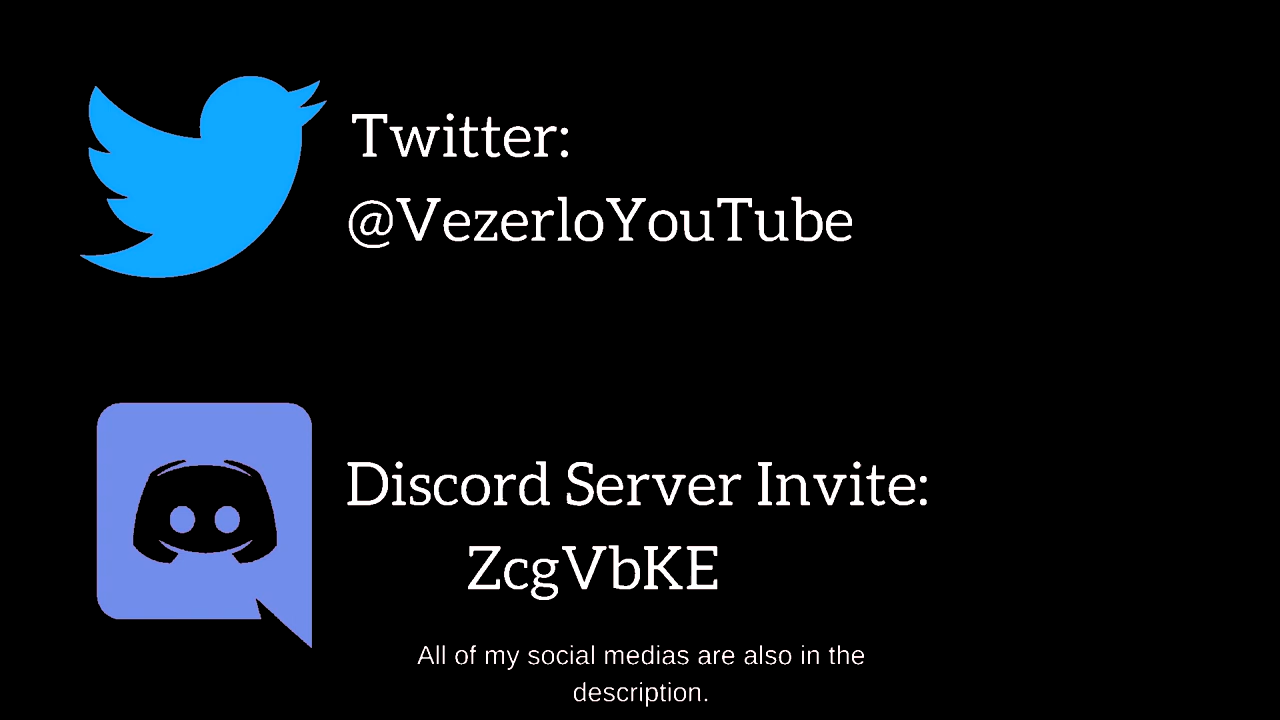 Twitter:
@VezerloYouTube
Discord Server Invite:
ZcgVbKE
All of my social medias are also in the
description.